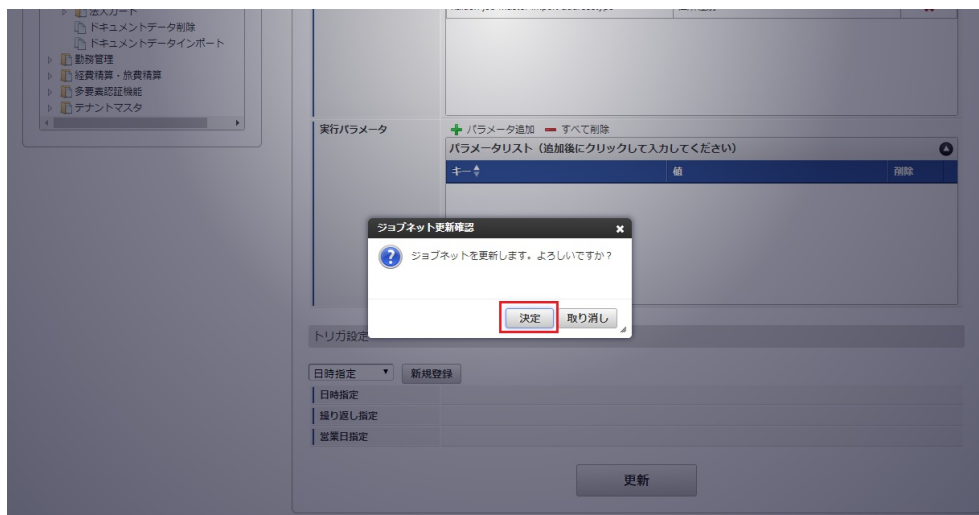 法人カード
ドキュメントデータ削除
ドキュメントデータインポート
勤務管理
経費精算・旅費精算
多要素認証機能
テナントマスタ
実行パラメータ
パラメータ追加 すべて削除
パラメータリスト（追加後にクリックして入力してください）
キー 値 削除
ジョブネット更新確認
ジョブネットを更新します。よろしいですか？
決定 取り消し
トリガ設定
日時指定 新規登録
日時指定
繰り返し指定
営業日指定
更新